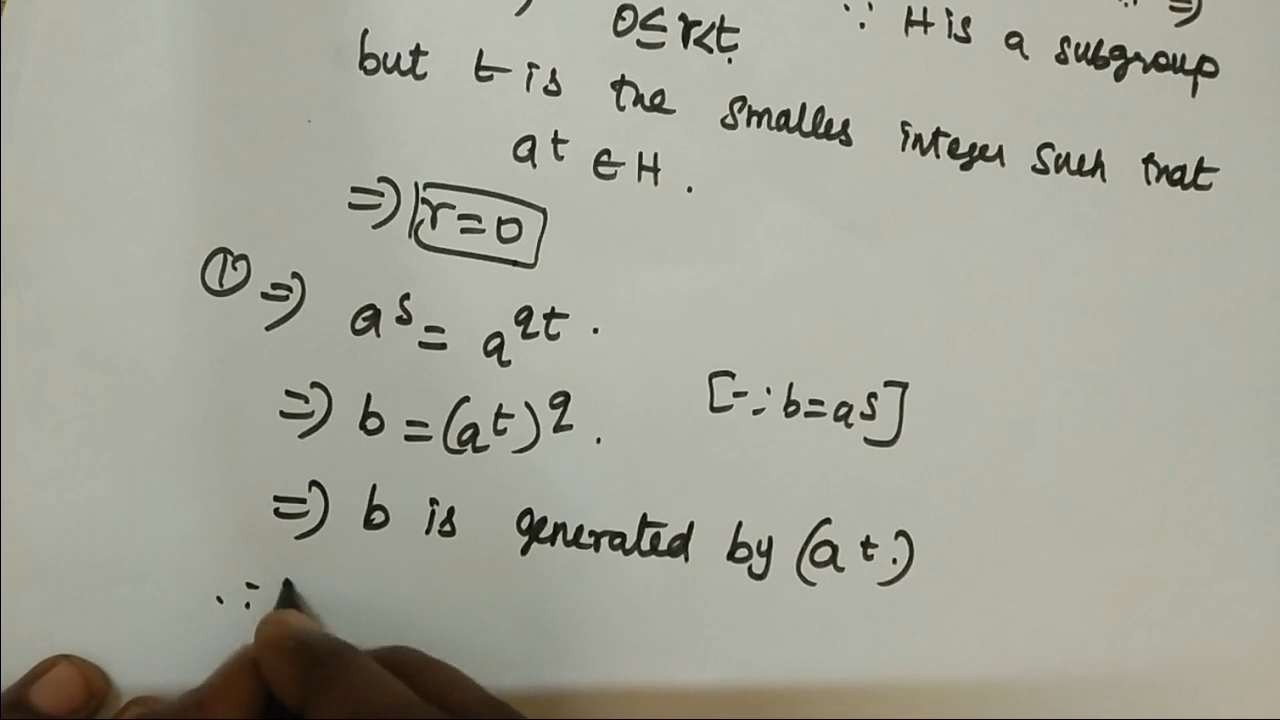 0≤r<t. ∵ H is a subgroup
but t is the smalles integer such that
a^t ∈ H.
⇒ r=0
① ⇒ a^s = a^qt.
⇒ b = (a^t)^q. [∵ b=a^s]
⇒ b is generated by (a^t.)
∴